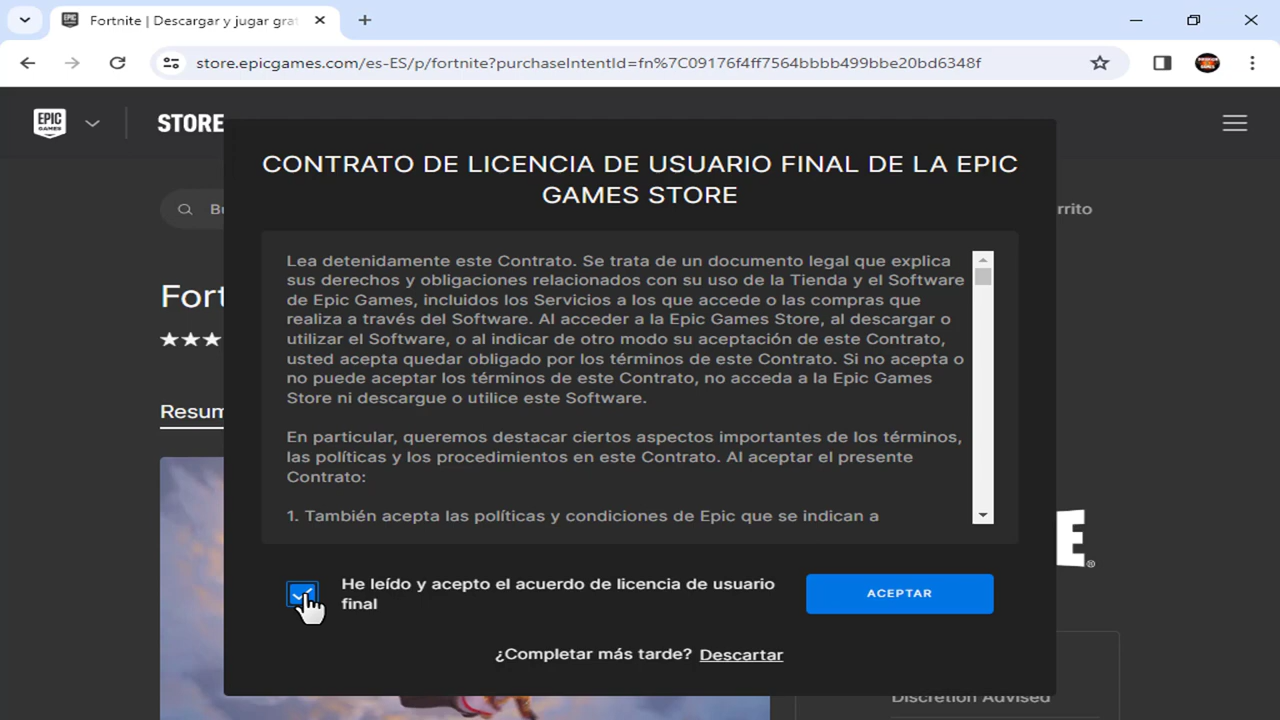 Fortnite | Descargar y jugar grat
store.epicgames.com/es-ES/p/fortnite?purchaseIntentId=fn%7C09176f4ff7564bbbb499bbe20bd6348f
EPIC
GAMES
STORE
Bu
rrito
CONTRATO DE LICENCIA DE USUARIO FINAL DE LA EPIC
GAMES STORE
Fort
Resum
Lea detenidamente este Contrato. Se trata de un documento legal que explica
sus derechos y obligaciones relacionados con su uso de la Tienda y el Software
de Epic Games, incluidos los Servicios a los que accede o las compras que
realiza a través del Software. Al acceder a la Epic Games Store, al descargar o
utilizar el Software, o al indicar de otro modo su aceptación de este Contrato,
usted acepta quedar obligado por los términos de este Contrato. Si no acepta o
no puede aceptar los términos de este Contrato, no acceda a la Epic Games
Store ni descargue o utilice este Software.
En particular, queremos destacar ciertos aspectos importantes de los términos,
las políticas y los procedimientos en este Contrato. Al aceptar el presente
Contrato:
1. También acepta las políticas y condiciones de Epic que se indican a
E®
He leído y acepto el acuerdo de licencia de usuario
final
ACEPTAR
¿Completar más tarde? Descartar
Discretion Advised